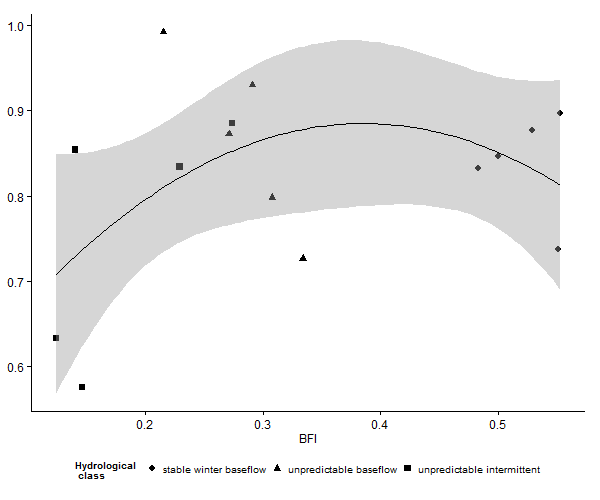 1.0
0.9
0.8
0.7
0.6
0.2 0.3 0.4 0.5
BFI
Hydrological
class
stable winter baseflow unpredictable baseflow unpredictable intermittent